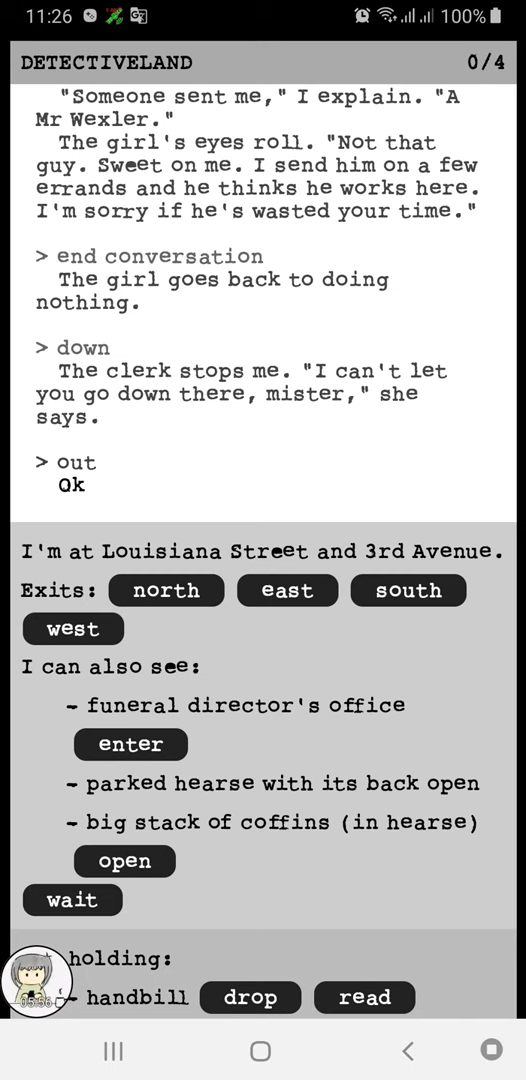 11:26
100%
DETECTIVELAND 0/4
"Someone sent me," I explain. "A
Mr Wexler."
The girl's eyes roll. "Not that
guy. Sweet on me. I send him on a few
errands and he thinks he works here.
I'm sorry if he's wasted your time."
> end conversation
The girl goes back to doing
nothing.
> down
The clerk stops me. "I can't let
you go down there, mister," she
says.
> out
Ok
I'm at Louisiana Street and 3rd Avenue.
Exits: north east south
west
I can also see:
- funeral director's office
enter
- parked hearse with its back open
- big stack of coffins (in hearse)
open
wait
holding:
- handbill drop read
05:56